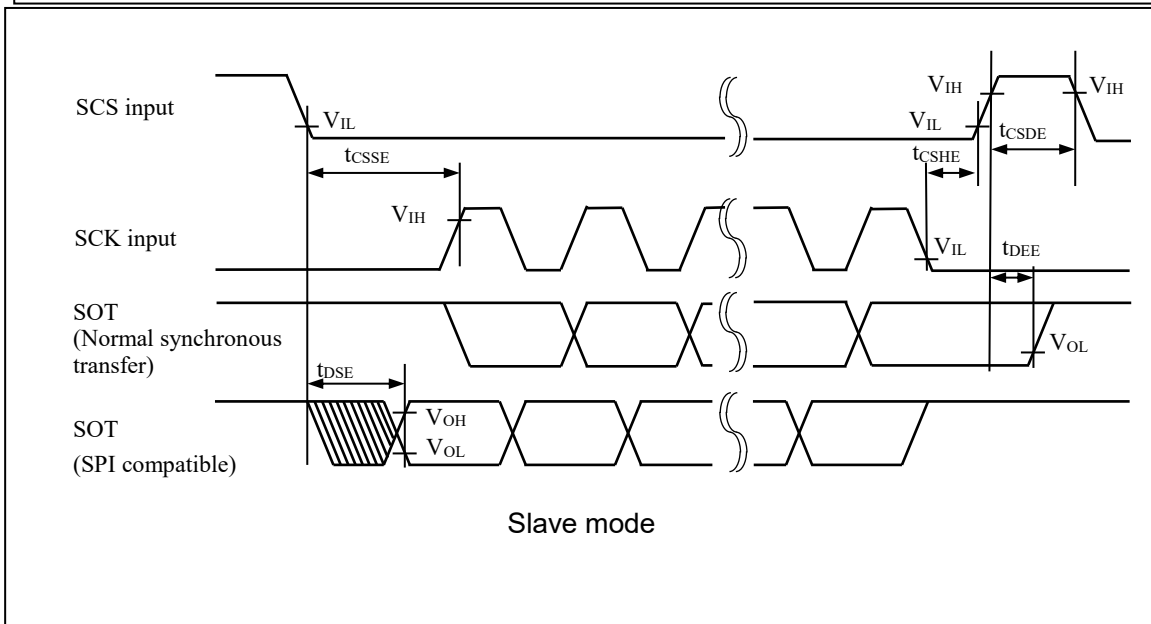 SCS input
VIL
VIH
VIH
VIL
tCSSE
tCSHE
tCSDE
SCK input
VIH
VIL
tDEE
SOT
(Normal synchronous
transfer)
VOL
tDSE
SOT
(SPI compatible)
VOH
VOL
Slave mode